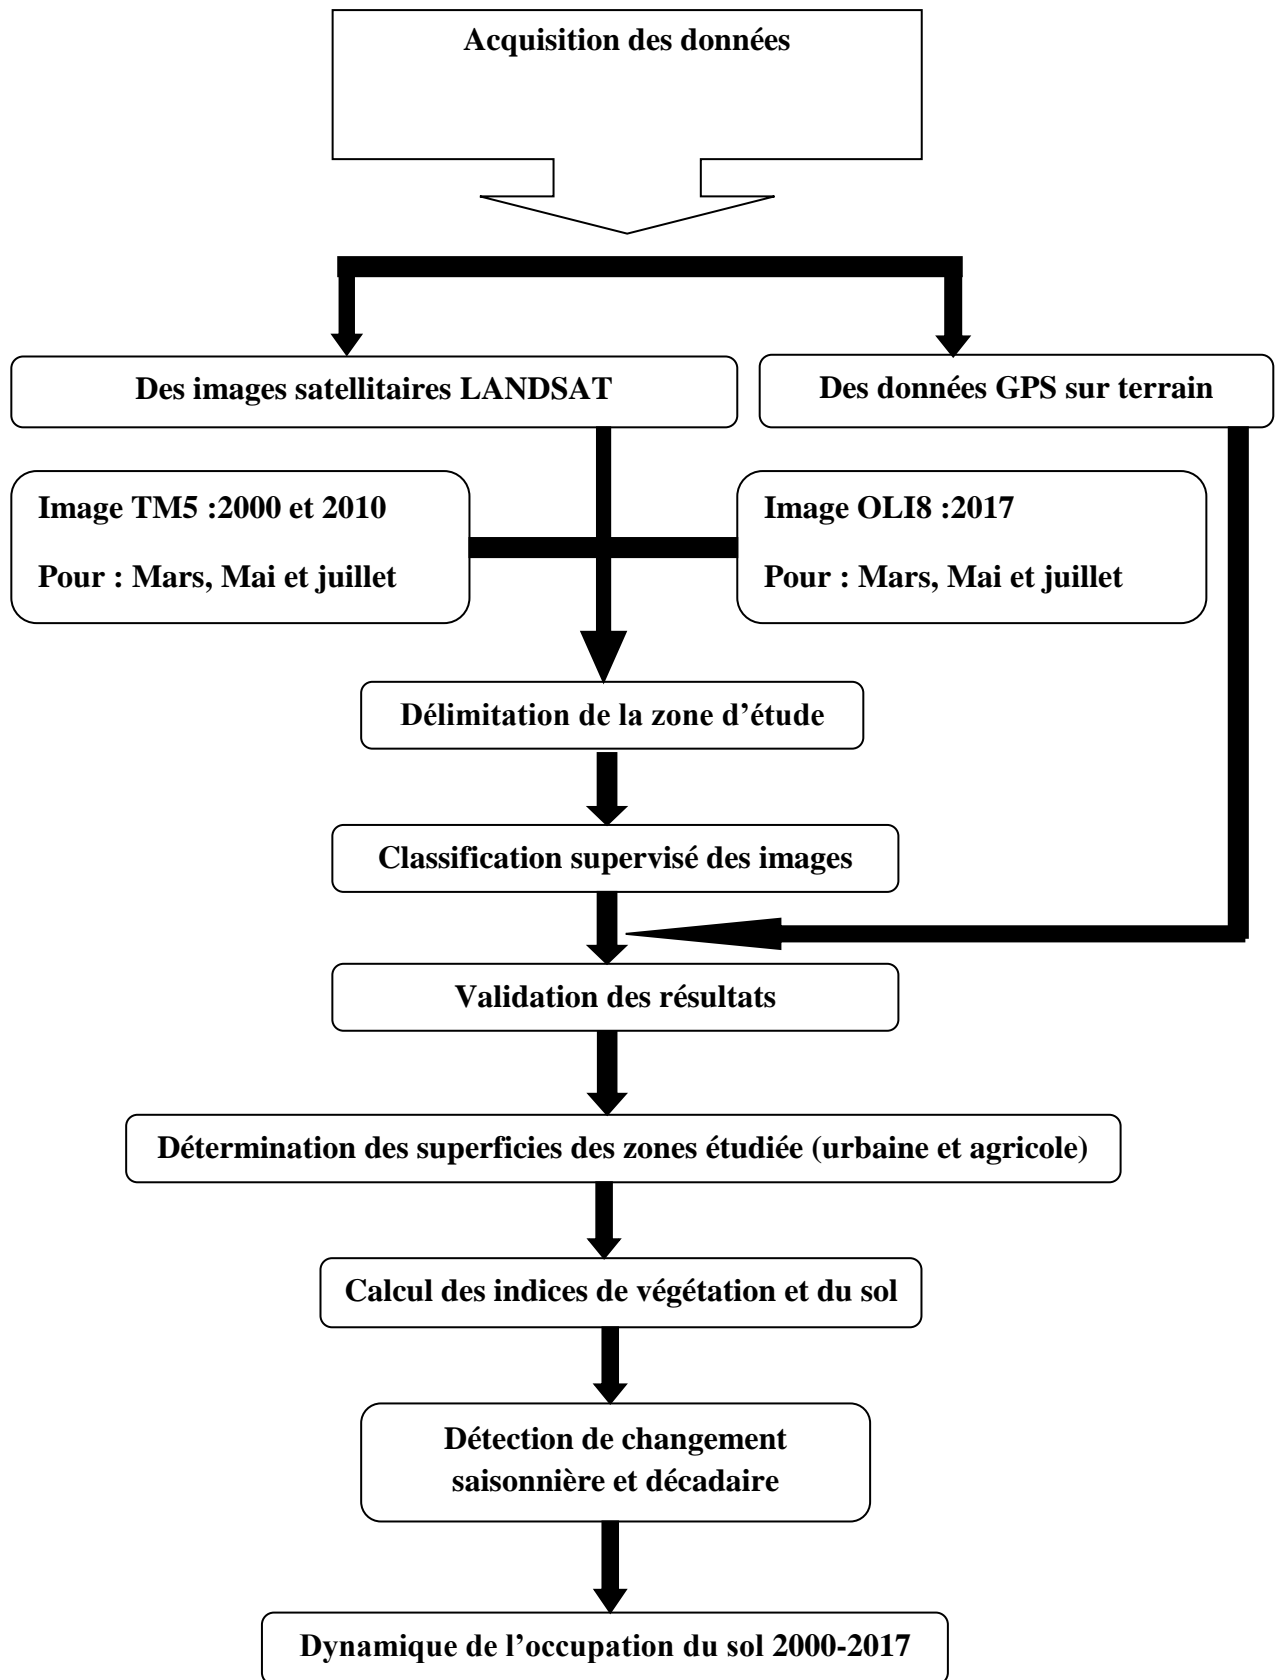 Acquisition des données
Des images satellitaires LANDSAT
Des données GPS sur terrain
Image TM5 :2000 et 2010
Pour : Mars, Mai et juillet
Image OLI8 :2017
Pour : Mars, Mai et juillet
Délimitation de la zone d’étude
Classification supervisé des images
Validation des résultats
Détermination des superficies des zones étudiée (urbaine et agricole)
Calcul des indices de végétation et du sol
Détection de changement
saisonnière et décadaire
Dynamique de l’occupation du sol 2000-2017